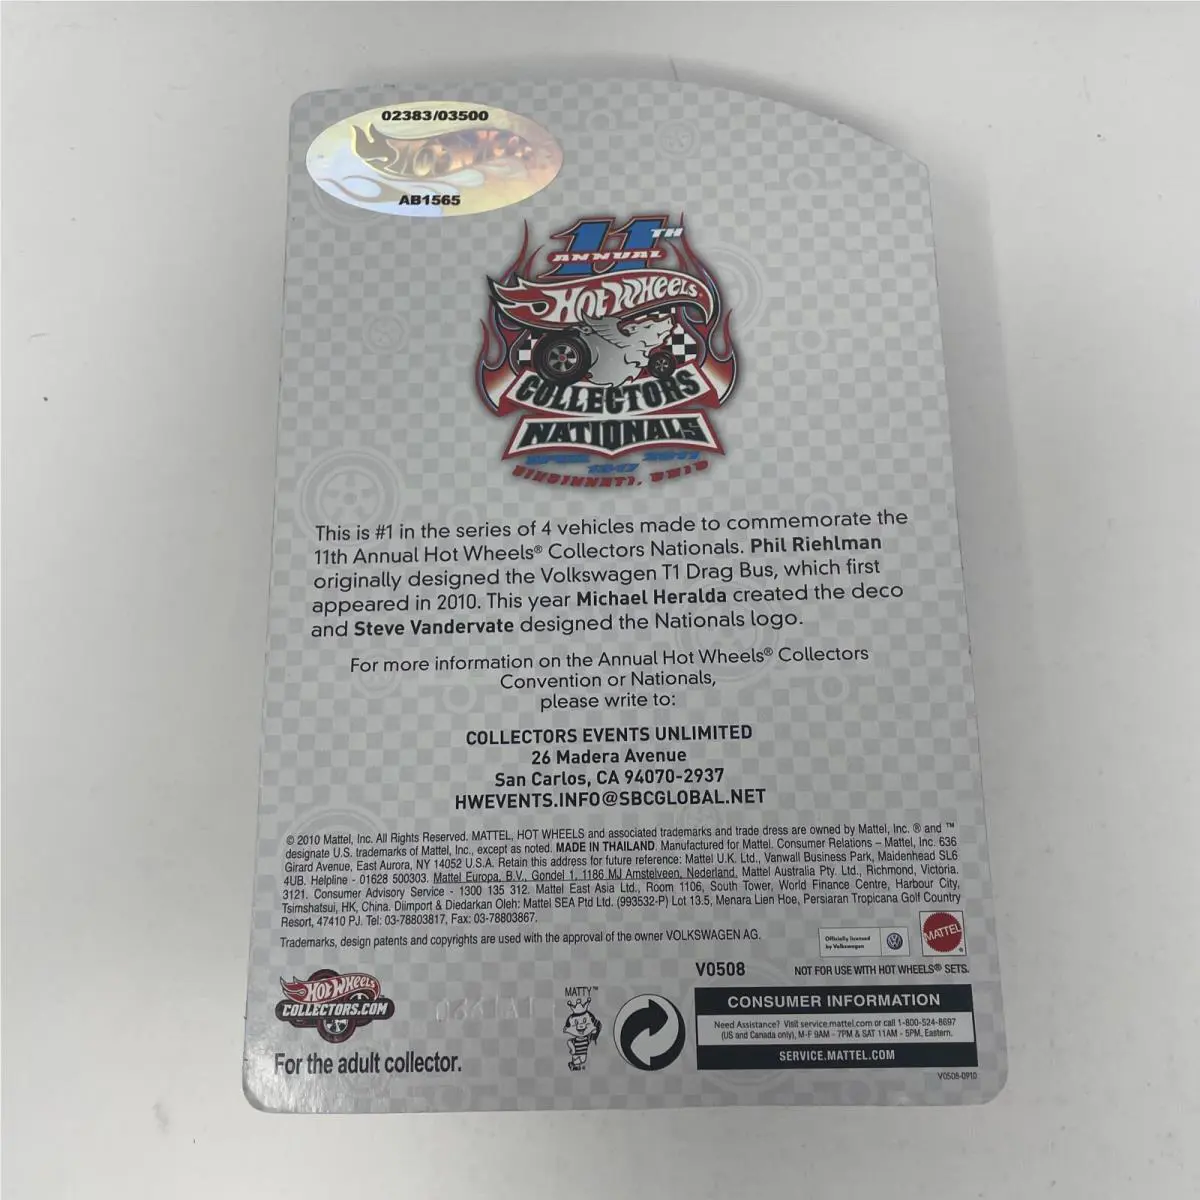 02383/03500
Hot Wheels
AB1565
11TH
ANNUAL
Hot Wheels.
COLLECTORS
NATIONALS
CINCINNATI, OHIO
This is #1 in the series of 4 vehicles made to commemorate the
11th Annual Hot Wheels® Collectors Nationals. Phil Riehlman
originally designed the Volkswagen T1 Drag Bus, which first
appeared in 2010. This year Michael Heralda created the deco
and Steve Vandervate designed the Nationals logo.
For more information on the Annual Hot Wheels® Collectors
Convention or Nationals,
please write to:
COLLECTORS EVENTS UNLIMITED
26 Madera Avenue
San Carlos, CA 94070-2937
HWEVENTS.INFO@SBCGLOBAL.NET
© 2010 Mattel, Inc. All Rights Reserved. MATTEL, HOT WHEELS and associated trademarks and trade dress are owned by Mattel, Inc. ® and ™
designate U.S. trademarks of Mattel, Inc., except as noted. MADE IN THAILAND. Manufactured for Mattel. Consumer Relations – Mattel, Inc. 636
Girard Avenue, East Aurora, NY 14052 U.S.A. Retain this address for future reference: Mattel U.K. Ltd., Vanwall Business Park, Maidenhead SL6
4UB. Helpline - 01628 500303. Mattel Europa, B.V., Gondel 1, 1186 MJ Amstelveen, Nederland. Mattel Australia Pty. Ltd., Richmond, Victoria.
3121. Consumer Advisory Service - 1300 135 312. Mattel East Asia Ltd., Room 1106, South Tower, World Finance Centre, Harbour City,
Tsimshatsui, HK, China. Diimport & Diedarkan Oleh: Mattel SEA Ptd Ltd. (993532-P) Lot 13.5, Menara Lien Hoe, Persiaran Tropicana Golf Country
Resort, 47410 PJ. Tel: 03-78803817, Fax: 03-78803867.
Trademarks, design patents and copyrights are used with the approval of the owner VOLKSWAGEN AG.
Officially licensed
by Volkswagen
MATTEL
V0508
NOT FOR USE WITH HOT WHEELS® SETS.
Hot Wheels
COLLECTORS.COM
MATTY™
CONSUMER INFORMATION
Need Assistance? Visit service.mattel.com or call 1-800-524-8697
(US and Canada only), M-F 9AM - 7PM & SAT 11AM - 5PM, Eastern.
SERVICE.MATTEL.COM
For the adult collector.
V0508-0910